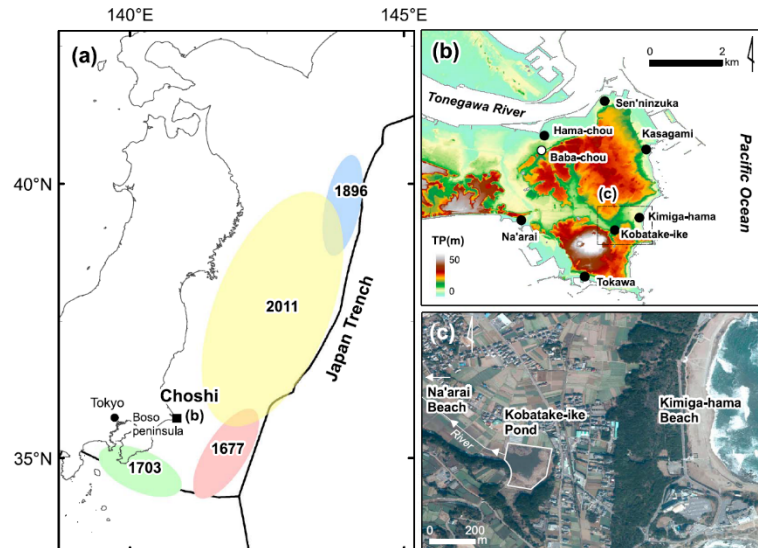 140°E
145°E
(a)
40°N
35°N
1896
2011
Japan Trench
Tokyo
Choshi
(b)
Boso
peninsula
1703
1677
(b)
0
2
km
Tonegawa River
Sen'ninzuka
Hama-chou
Kasagami
Baba-chou
(c)
Pacific Ocean
Kimiga-hama
Na'arai
Kobatake-ike
TP(m)
50
0
Tokawa
(c)
Na'arai
Beach
Kobatake-ike
Pond
Kimiga-hama
Beach
River
0
200
m